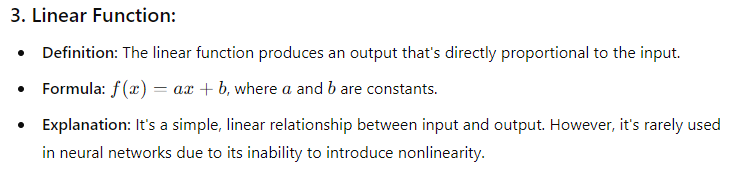 3. Linear Function:
• Definition: The linear function produces an output that's directly proportional to the input.
• Formula: f(x) = ax + b, where a and b are constants.
• Explanation: It's a simple, linear relationship between input and output. However, it's rarely used
in neural networks due to its inability to introduce nonlinearity.